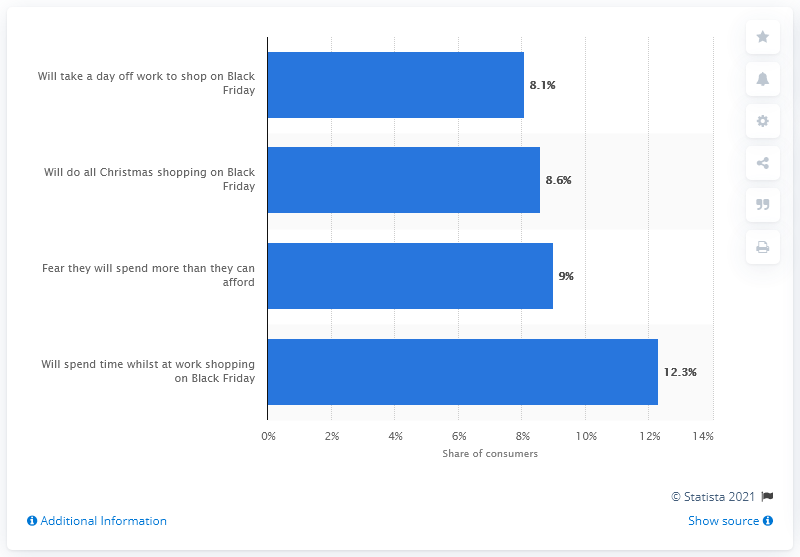 Will take a day off work to shop on Black
Friday
8.1%
Will do all Christmas shopping on Black
Friday
8.6%
Fear they will spend more than they can
afford
9%
Will spend time whilst at work shopping
on Black Friday
12.3%
0% 2% 4% 6% 8% 10% 12% 14%
Share of consumers
© Statista 2021
Additional Information
Show source